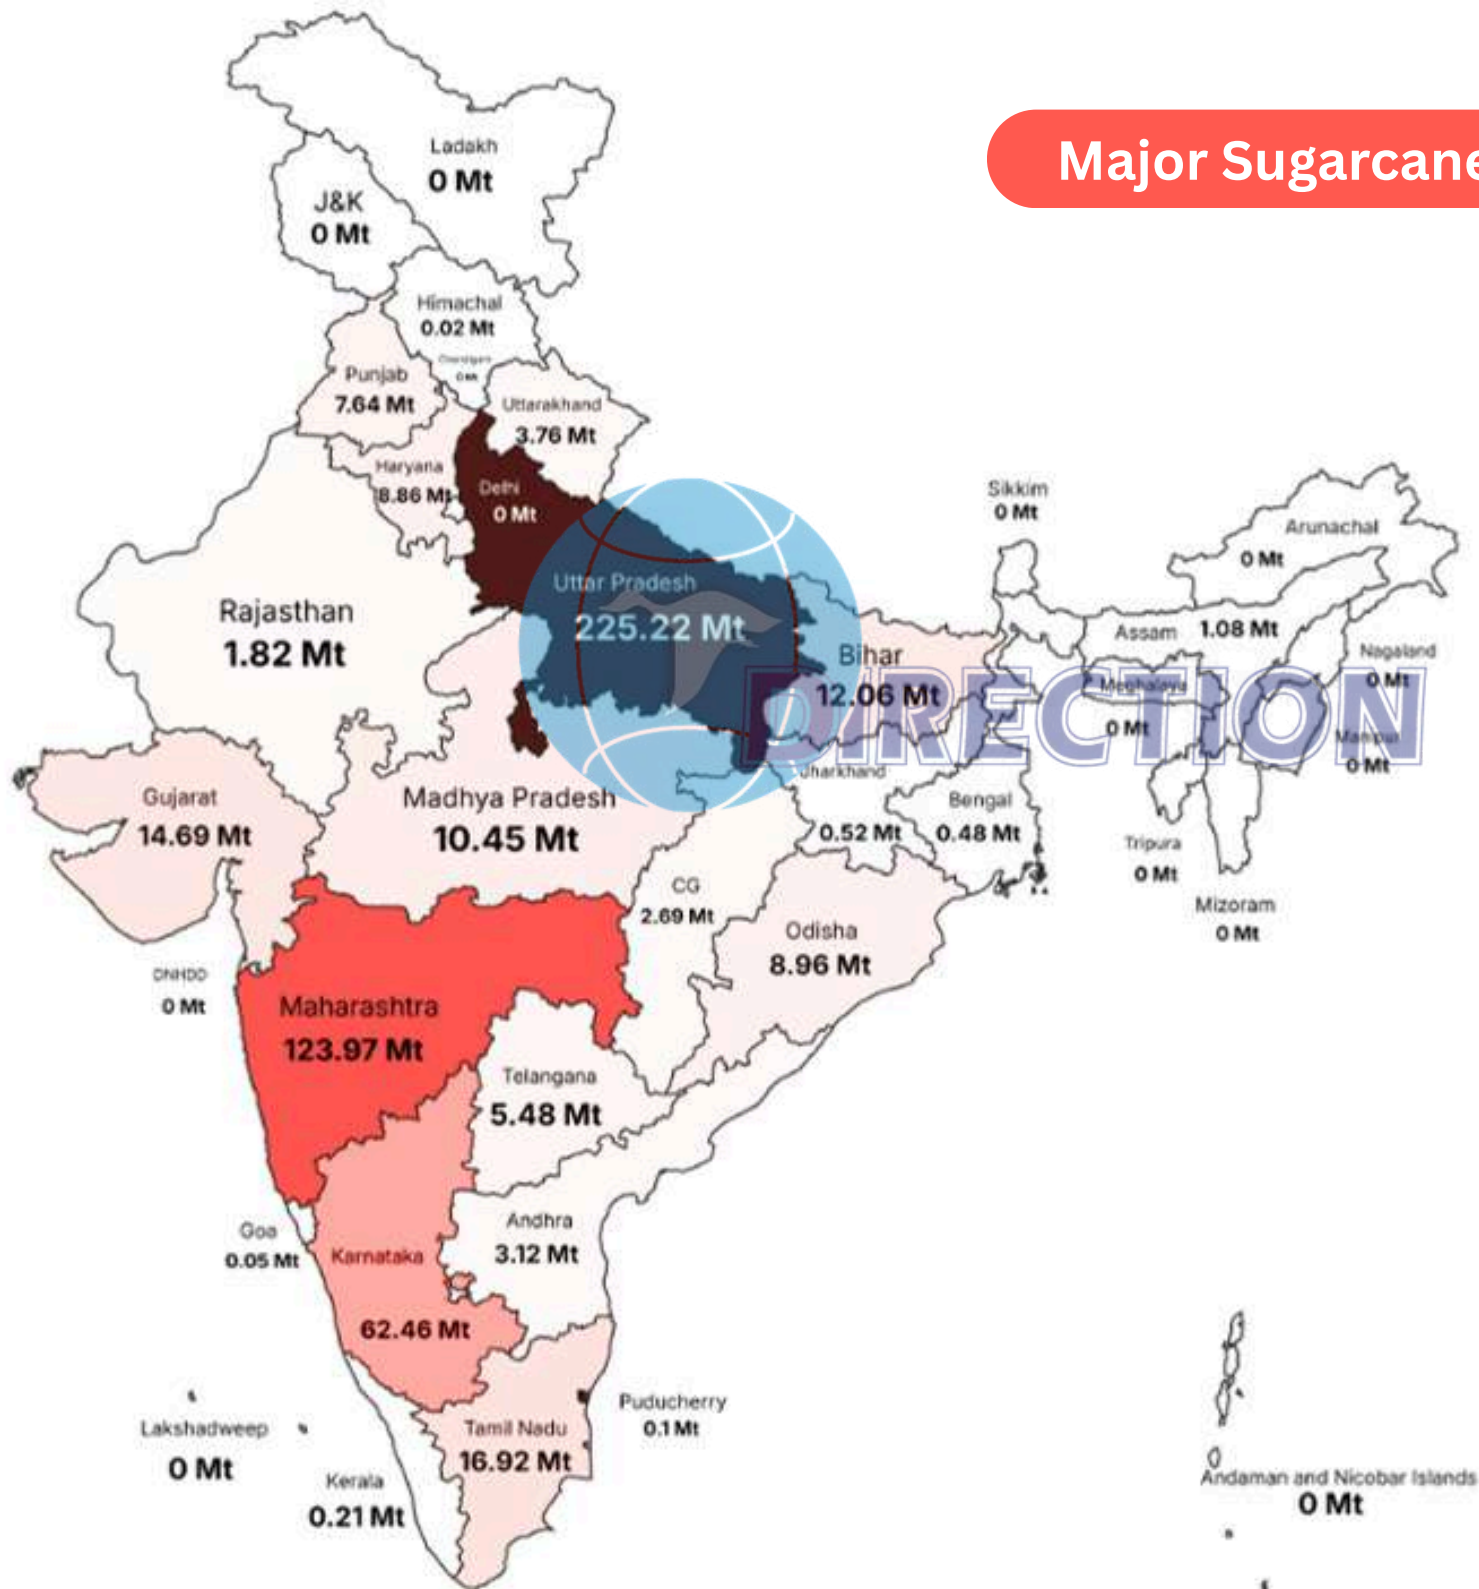 Major Sugarcane
Ladakh
0 Mt
J&K
0 Mt
Himachal
0.02 Mt
Chandigarh
0 Mt
Punjab
7.64 Mt
Uttarakhand
3.76 Mt
Haryana
8.86 Mt
Delhi
0 Mt
Sikkim
0 Mt
Arunachal
0 Mt
Uttar Pradesh
225.22 Mt
Rajasthan
1.82 Mt
Bihar
12.06 Mt
Assam 1.08 Mt
Nagaland
0 Mt
Meghalaya
0 Mt
DIRECTION
Manipur
0 Mt
Jharkhand
0.52 Mt
Bengal
0.48 Mt
Gujarat
14.69 Mt
Madhya Pradesh
10.45 Mt
Tripura
0 Mt
Mizoram
0 Mt
CG
2.69 Mt
Odisha
8.96 Mt
DNHDD
0 Mt
Maharashtra
123.97 Mt
Telangana
5.48 Mt
Goa
0.05 Mt
Karnataka
62.46 Mt
Andhra
3.12 Mt
Puducherry
0.1 Mt
Lakshadweep
0 Mt
Tamil Nadu
16.92 Mt
Kerala
0.21 Mt
Andaman and Nicobar Islands
0 Mt